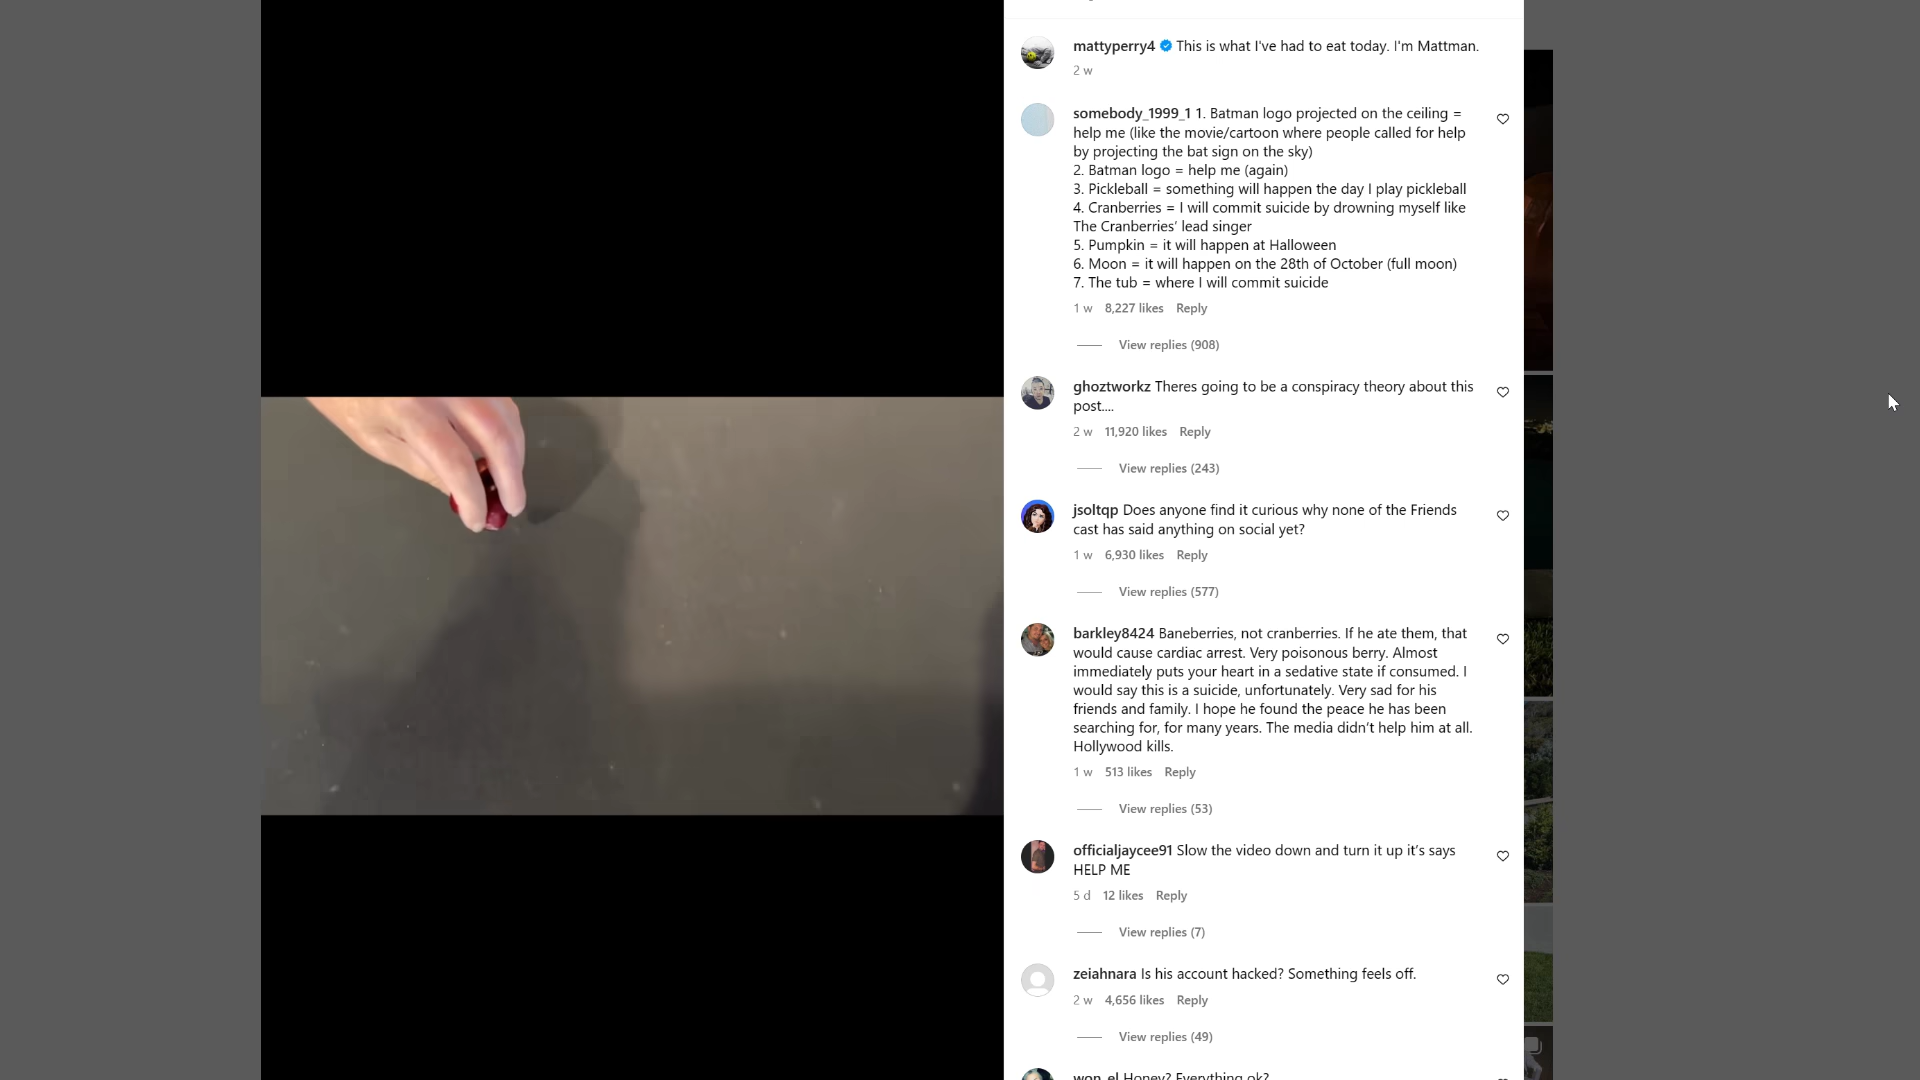 mattyperry4 This is what I've had to eat today. I'm Mattman.
2 w
somebody_1999_1 1. Batman logo projected on the ceiling =
help me (like the movie/cartoon where people called for help
by projecting the bat sign on the sky)
2. Batman logo = help me (again)
3. Pickleball = something will happen the day I play pickleball
4. Cranberries = I will commit suicide by drowning myself like
The Cranberries’ lead singer
5. Pumpkin = it will happen at Halloween
6. Moon = it will happen on the 28th of October (full moon)
7. The tub = where I will commit suicide
1 w 8,227 likes Reply
View replies (908)
ghoztworkz Theres going to be a conspiracy theory about this
post....
2 w 11,920 likes Reply
View replies (243)
jsoltqp Does anyone find it curious why none of the Friends
cast has said anything on social yet?
1 w 6,930 likes Reply
View replies (577)
barkley8424 Baneberries, not cranberries. If he ate them, that
would cause cardiac arrest. Very poisonous berry. Almost
immediately puts your heart in a sedative state if consumed. I
would say this is a suicide, unfortunately. Very sad for his
friends and family. I hope he found the peace he has been
searching for, for many years. The media didn’t help him at all.
Hollywood kills.
1 w 513 likes Reply
View replies (53)
officialjaycee91 Slow the video down and turn it up it’s says
HELP ME
5 d 12 likes Reply
View replies (7)
zeiahnara Is his account hacked? Something feels off.
2 w 4,656 likes Reply
View replies (49)
won_el Honey? Everything ok?